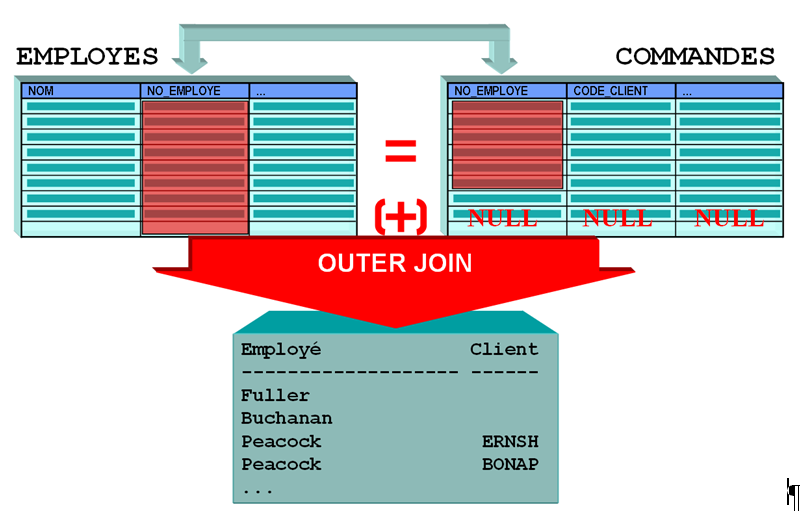 EMPLOYES COMMANDES
NOM NO_EMPLOYE ... NO_EMPLOYE CODE_CLIENT ...
=
(+) NULL NULL NULL
OUTER JOIN
Employé Client
------------------- ------
Fuller
Buchanan
Peacock ERNSH
Peacock BONAP
...
¶